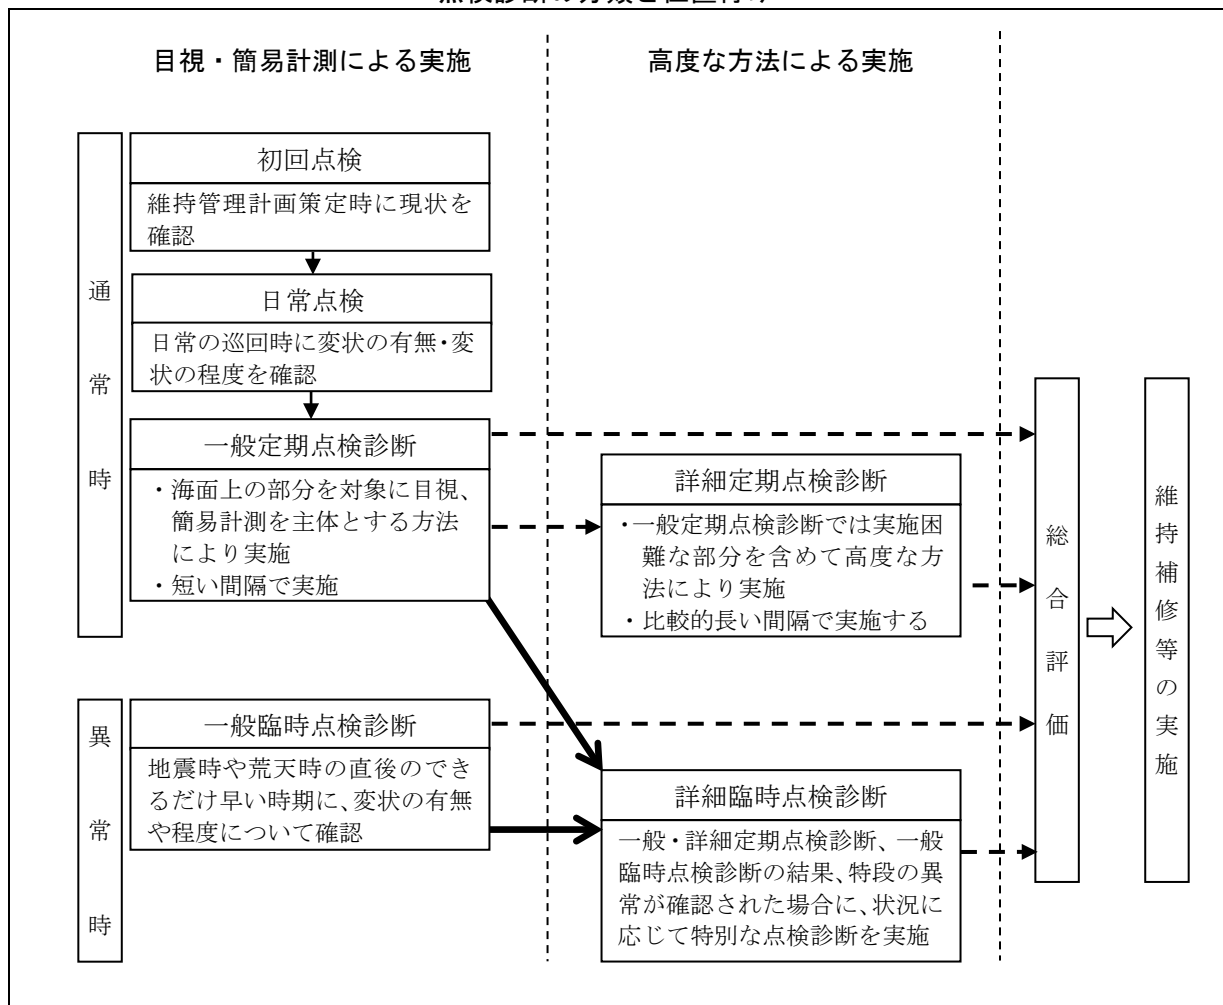 目視・簡易計測による実施
高度な方法による実施
通常時
初回点検
維持管理計画策定時に現状を
確認
日常点検
日常の巡回時に変状の有無・変
状の程度を確認
一般定期点検診断
・海面上の部分を対象に目視、
簡易計測を主体とする方法
により実施
・短い間隔で実施
詳細定期点検診断
・一般定期点検診断では実施困
難な部分を含めて高度な方
法により実施
・比較的長い間隔で実施する
異常時
一般臨時点検診断
地震時や荒天時の直後のでき
るだけ早い時期に、変状の有無
や程度について確認
詳細臨時点検診断
一般・詳細定期点検診断、一般
臨時点検診断の結果、特段の異
常が確認された場合に、状況に
応じて特別な点検診断を実施
総合評価
維持補修等の実施